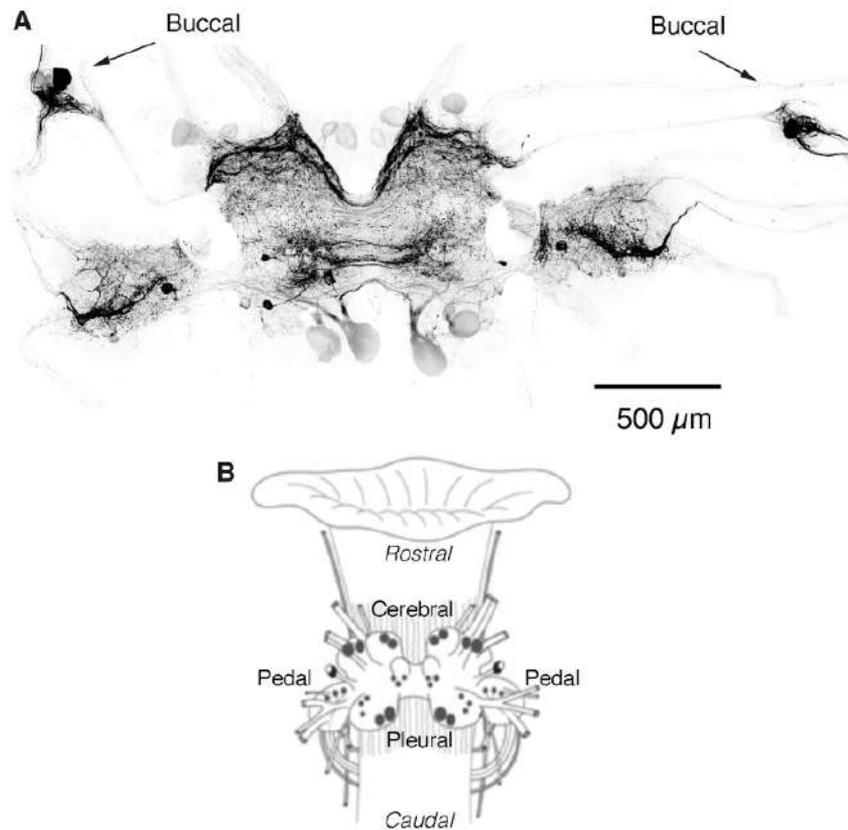 A
Buccal
Buccal
500 µm
B
Rostral
Cerebral
Pedal
Pedal
Pleural
Caudal